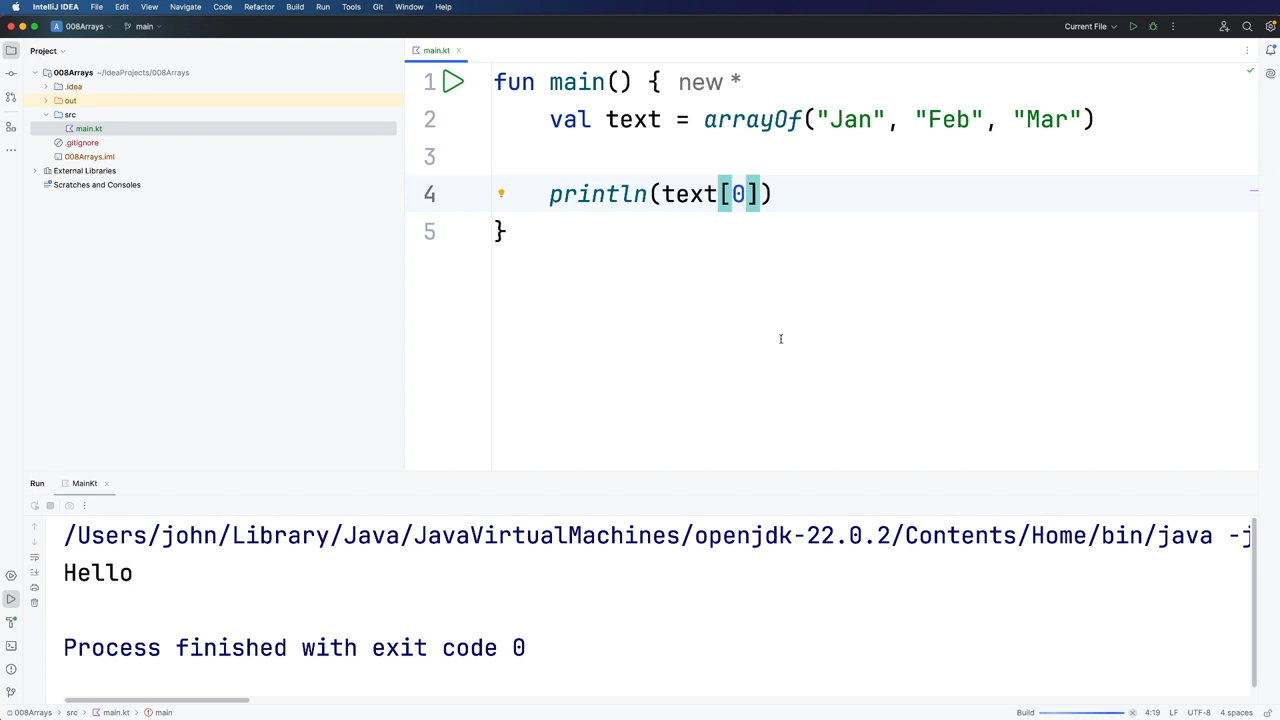 IntelliJ IDEA File Edit View Navigate Code Refactor Build Run Tools Git Window Help
A 008Arrays main Current File
Project
main.kt
008Arrays ~/IdeaProjects/008Arrays
.idea
out
src
main.kt
.gitignore
008Arrays.iml
External Libraries
Scratches and Consoles
1 fun main() { new *
2 val text = arrayOf("Jan", "Feb", "Mar")
3
4 println(text[0])
5 }
Run MainKt
/Users/john/Library/Java/JavaVirtualMachines/openjdk-22.0.2/Contents/Home/bin/java -j
Hello
Process finished with exit code 0
008Arrays > src > main.kt > main Build 4:19 LF UTF-8 4 spaces